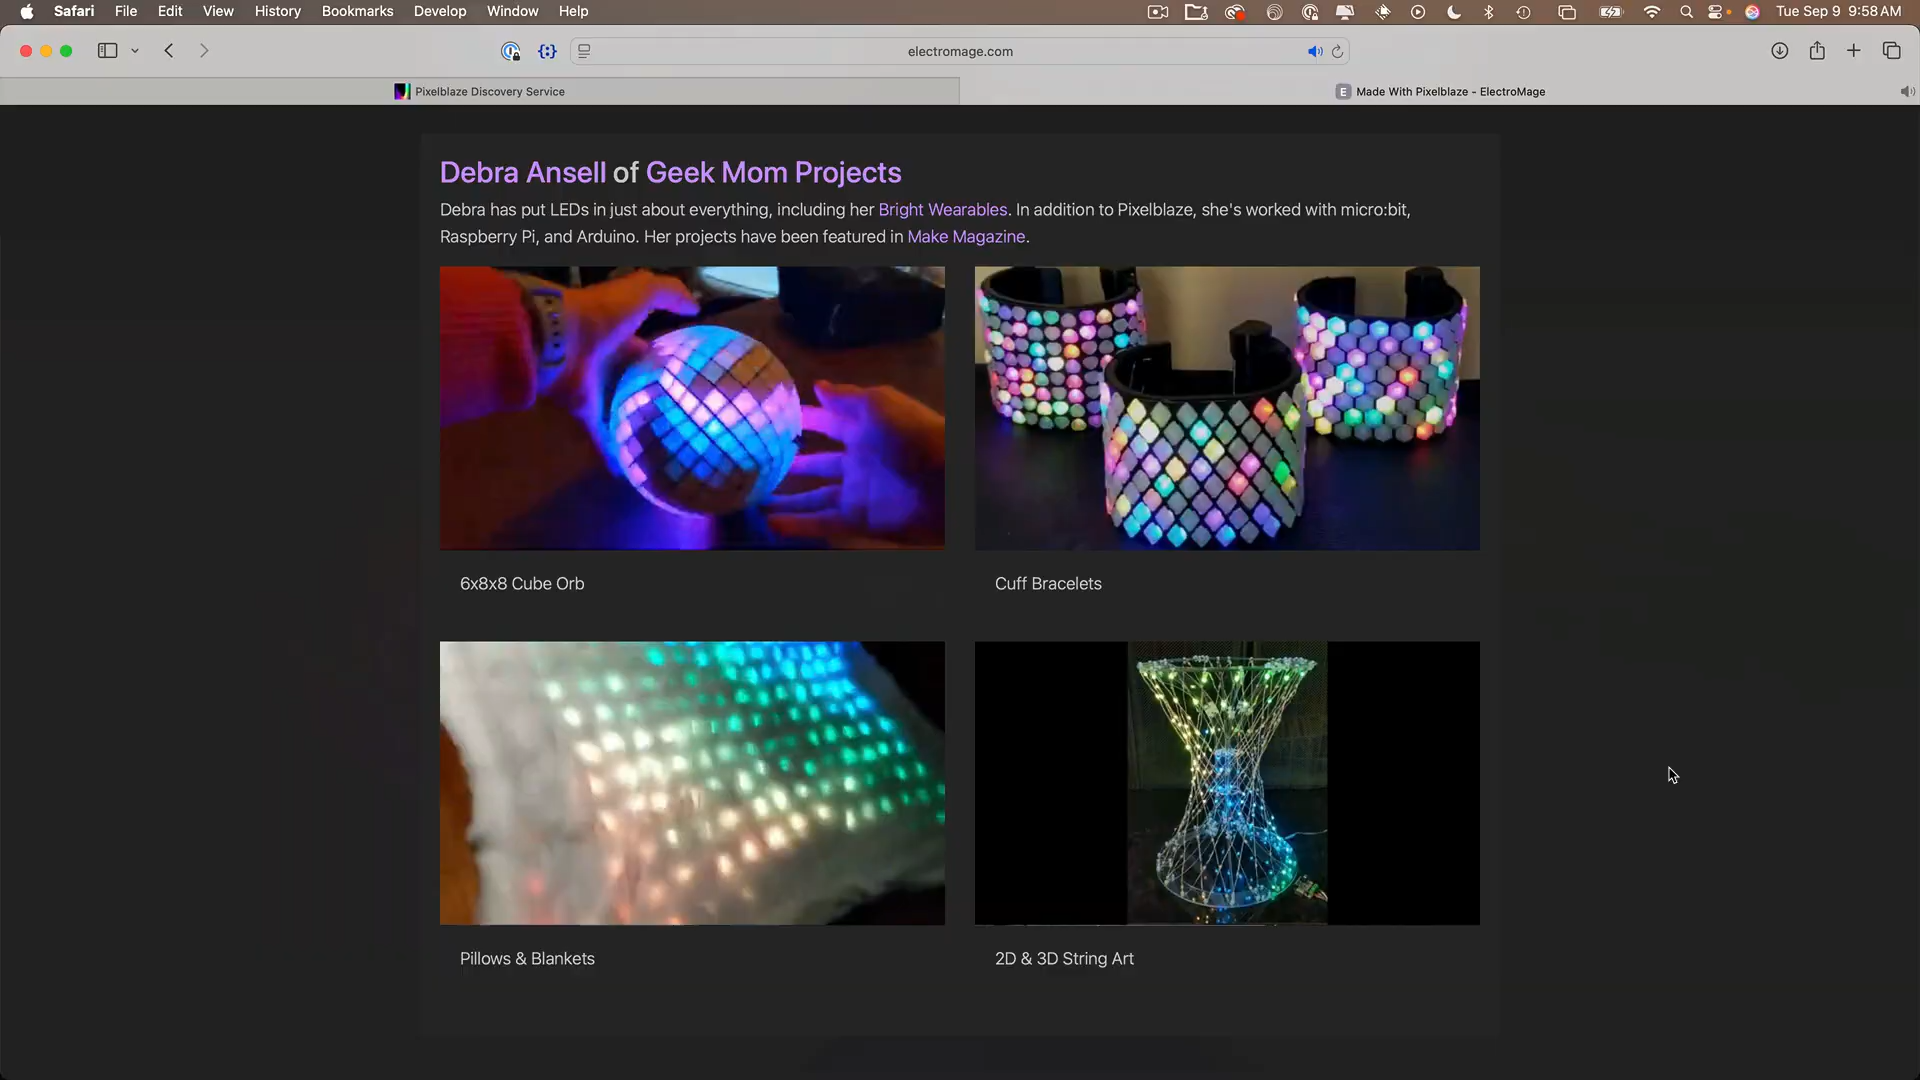 Safari File Edit View History Bookmarks Develop Window Help Tue Sep 9 9:58 AM
electromage.com
Pixelblaze Discovery Service
E Made With Pixelblaze - ElectroMage
Debra Ansell of Geek Mom Projects
Debra has put LEDs in just about everything, including her Bright Wearables. In addition to Pixelblaze, she's worked with micro:bit,
Raspberry Pi, and Arduino. Her projects have been featured in Make Magazine.
6x8x8 Cube Orb
Cuff Bracelets
Pillows & Blankets
2D & 3D String Art